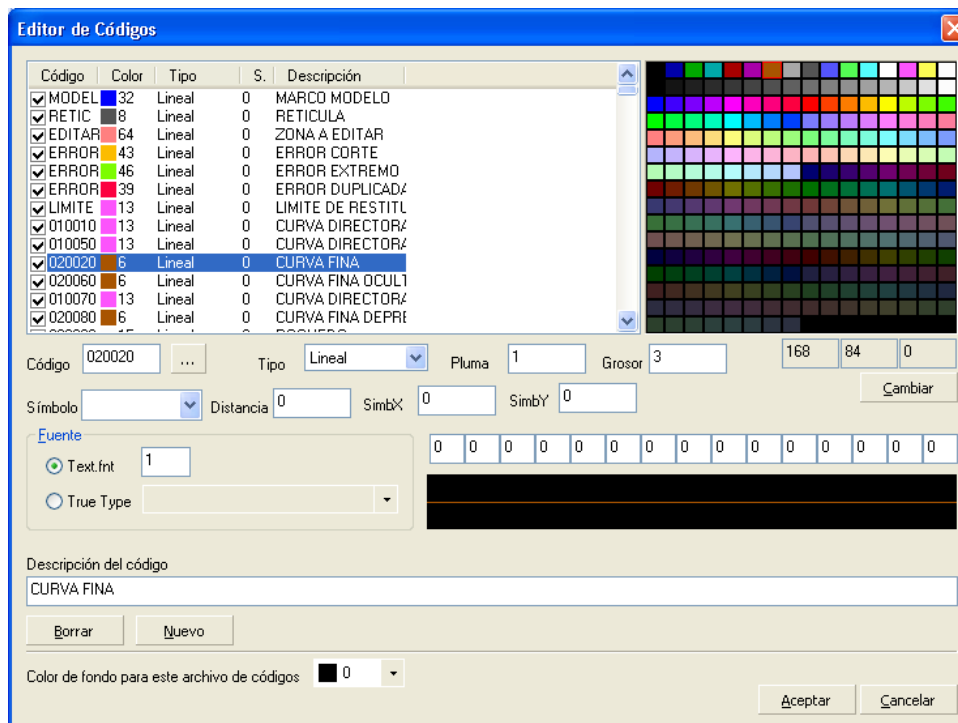 Editor de Códigos
Código Color Tipo S. Descripción
MODEL 32 Lineal 0 MARCO MODELO
RETIC 8 Lineal 0 RETICULA
EDITAR 64 Lineal 0 ZONA A EDITAR
ERROR 43 Lineal 0 ERROR CORTE
ERROR 46 Lineal 0 ERROR EXTREMO
ERROR 39 Lineal 0 ERROR DUPLICADA
LIMITE 13 Lineal 0 LIMITE DE RESTITU
010010 13 Lineal 0 CURVA DIRECTORA
010050 13 Lineal 0 CURVA DIRECTORA
020020 6 Lineal 0 CURVA FINA
020060 6 Lineal 0 CURVA FINA OCULT
010070 13 Lineal 0 CURVA DIRECTORA
020080 6 Lineal 0 CURVA FINA DEPRE
Código 020020 ... Tipo Lineal Pluma 1 Grosor 3 168 84 0
Cambiar
Símbolo Distancia 0 SimbX 0 SimbY 0
Fuente
Text.fnt 1
0 0 0 0 0 0 0 0 0 0 0 0 0 0
True Type
Descripción del código
CURVA FINA
Borrar Nuevo
Color de fondo para este archivo de códigos 0
Aceptar Cancelar